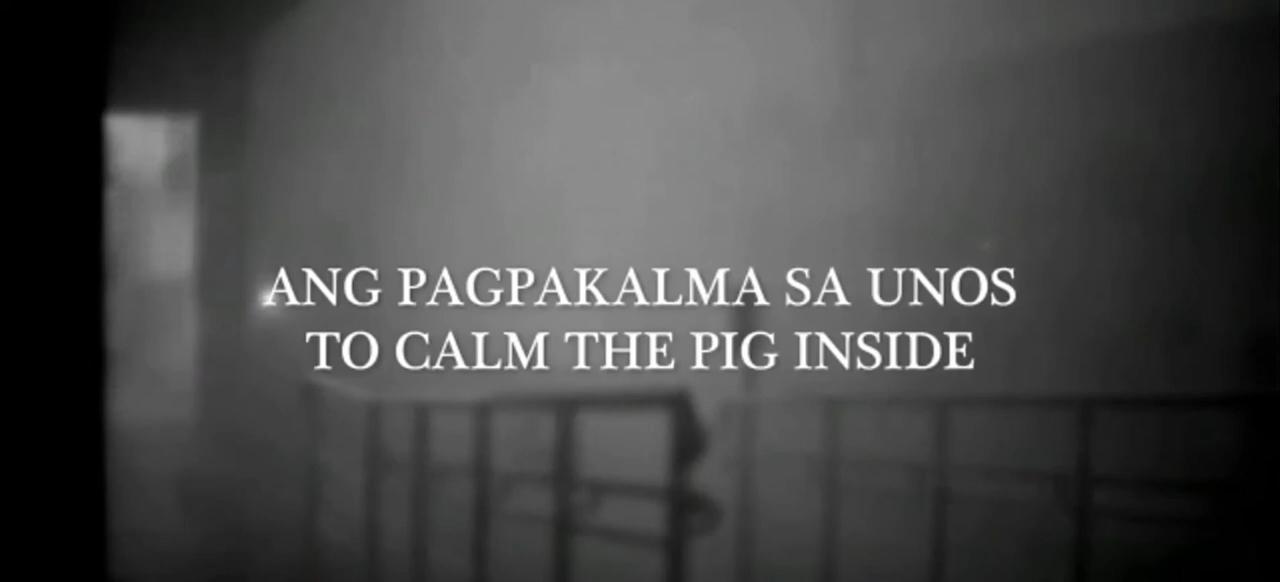 ANG PAGPAKALMA SA UNOS
TO CALM THE PIG INSIDE